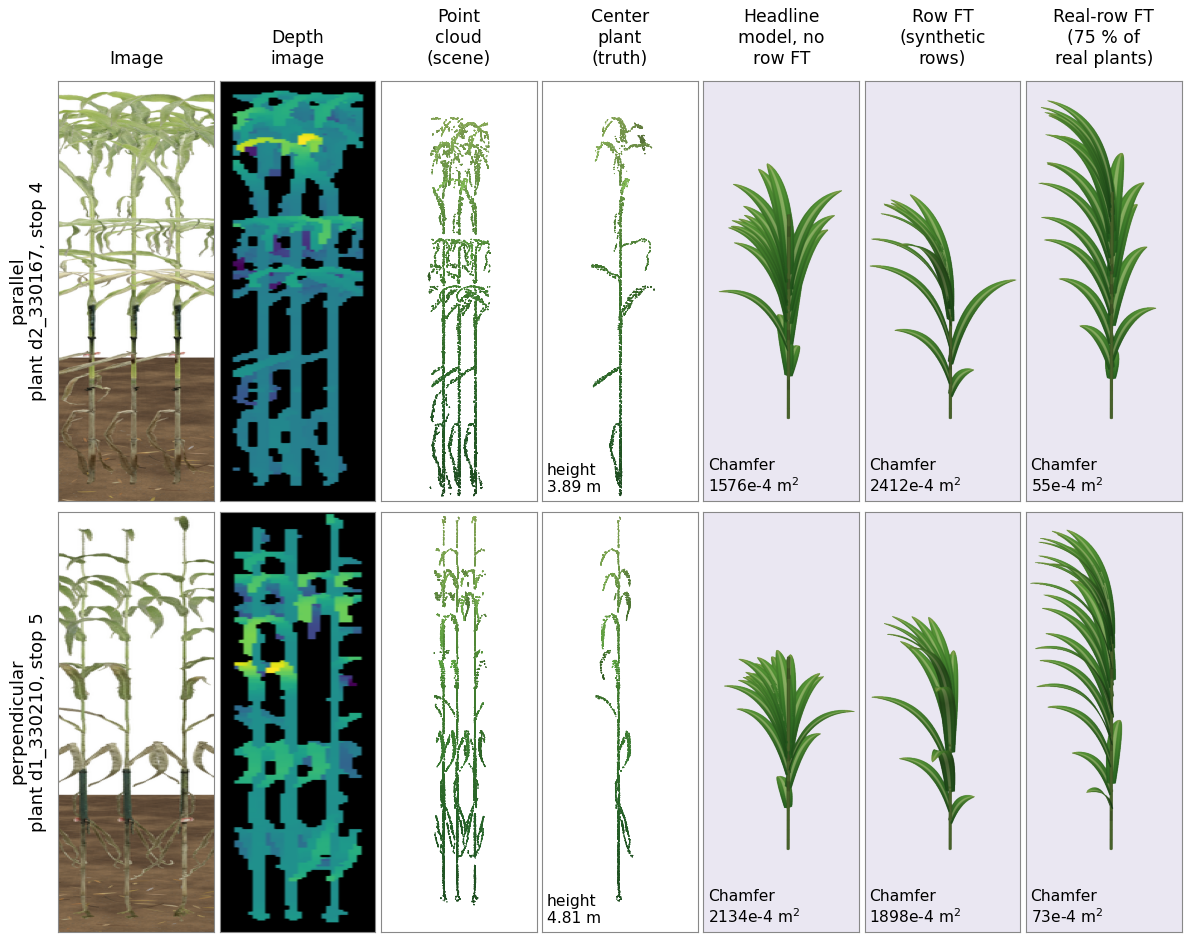 Image
Depth
image
Point
cloud
(scene)
Center
plant
(truth)
Headline
model, no
row FT
Row FT
(synthetic
rows)
Real-row FT
(75 % of
real plants)
parallel
plant d2_330167, stop 4
height
3.89 m
Chamfer
1576e-4 m²
Chamfer
2412e-4 m²
Chamfer
55e-4 m²
perpendicular
plant d1_330210, stop 5
height
4.81 m
Chamfer
2134e-4 m²
Chamfer
1898e-4 m²
Chamfer
73e-4 m²